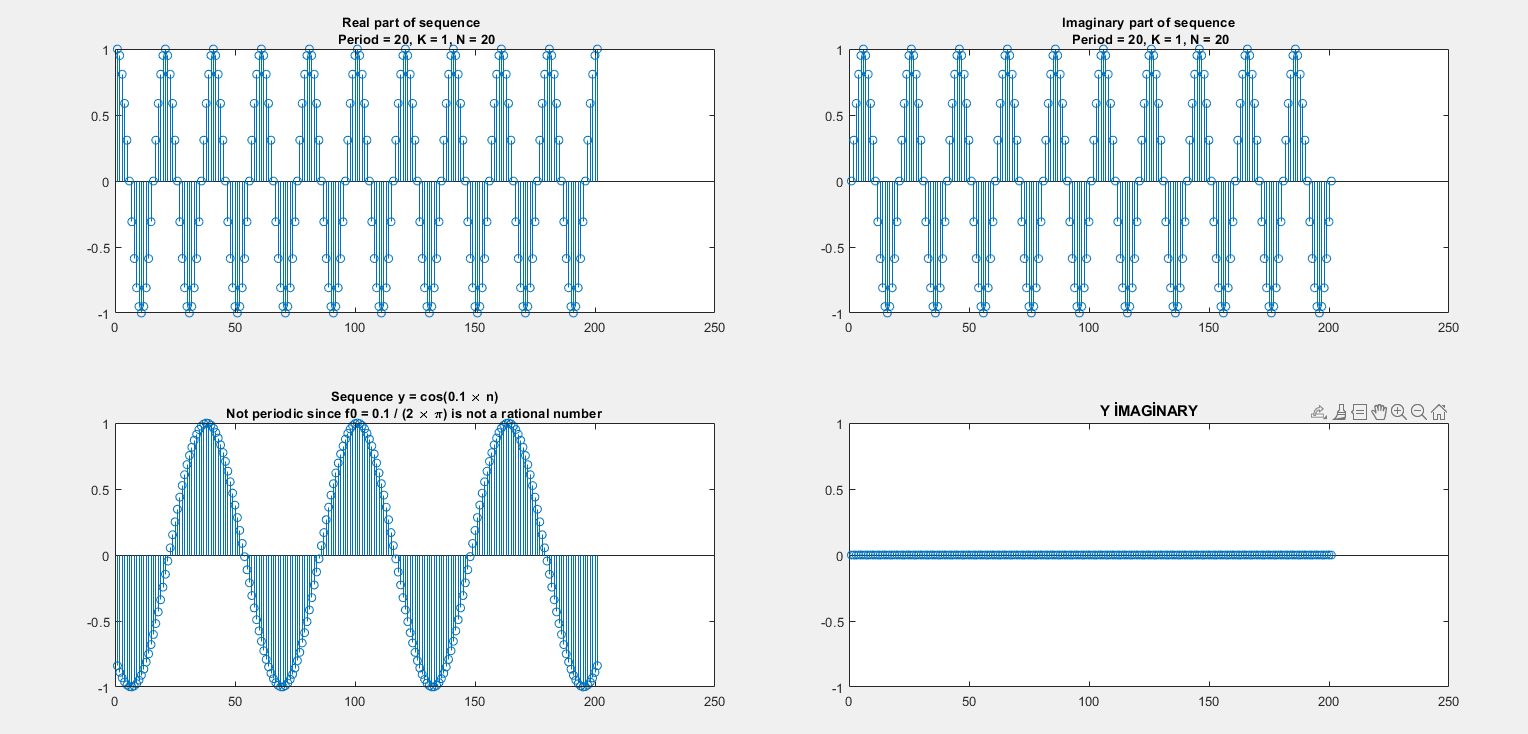 Real part of sequence
Period = 20, K = 1, N = 20
1
0.5
0
-0.5
-1
0 50 100 150 200 250
Imaginary part of sequence
Period = 20, K = 1, N = 20
1
0.5
0
-0.5
-1
0 50 100 150 200 250
Sequence y = cos(0.1 × n)
Not periodic since f0 = 0.1 / (2 × π) is not a rational number
1
0.5
0
-0.5
-1
0 50 100 150 200 250
Y İMAGİNARY
1
0.5
0
-0.5
-1
0 50 100 150 200 250